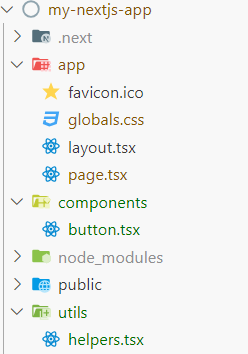 my-nextjs-app
.next
app
favicon.ico
globals.css
layout.tsx
page.tsx
components
button.tsx
node_modules
public
utils
helpers.tsx